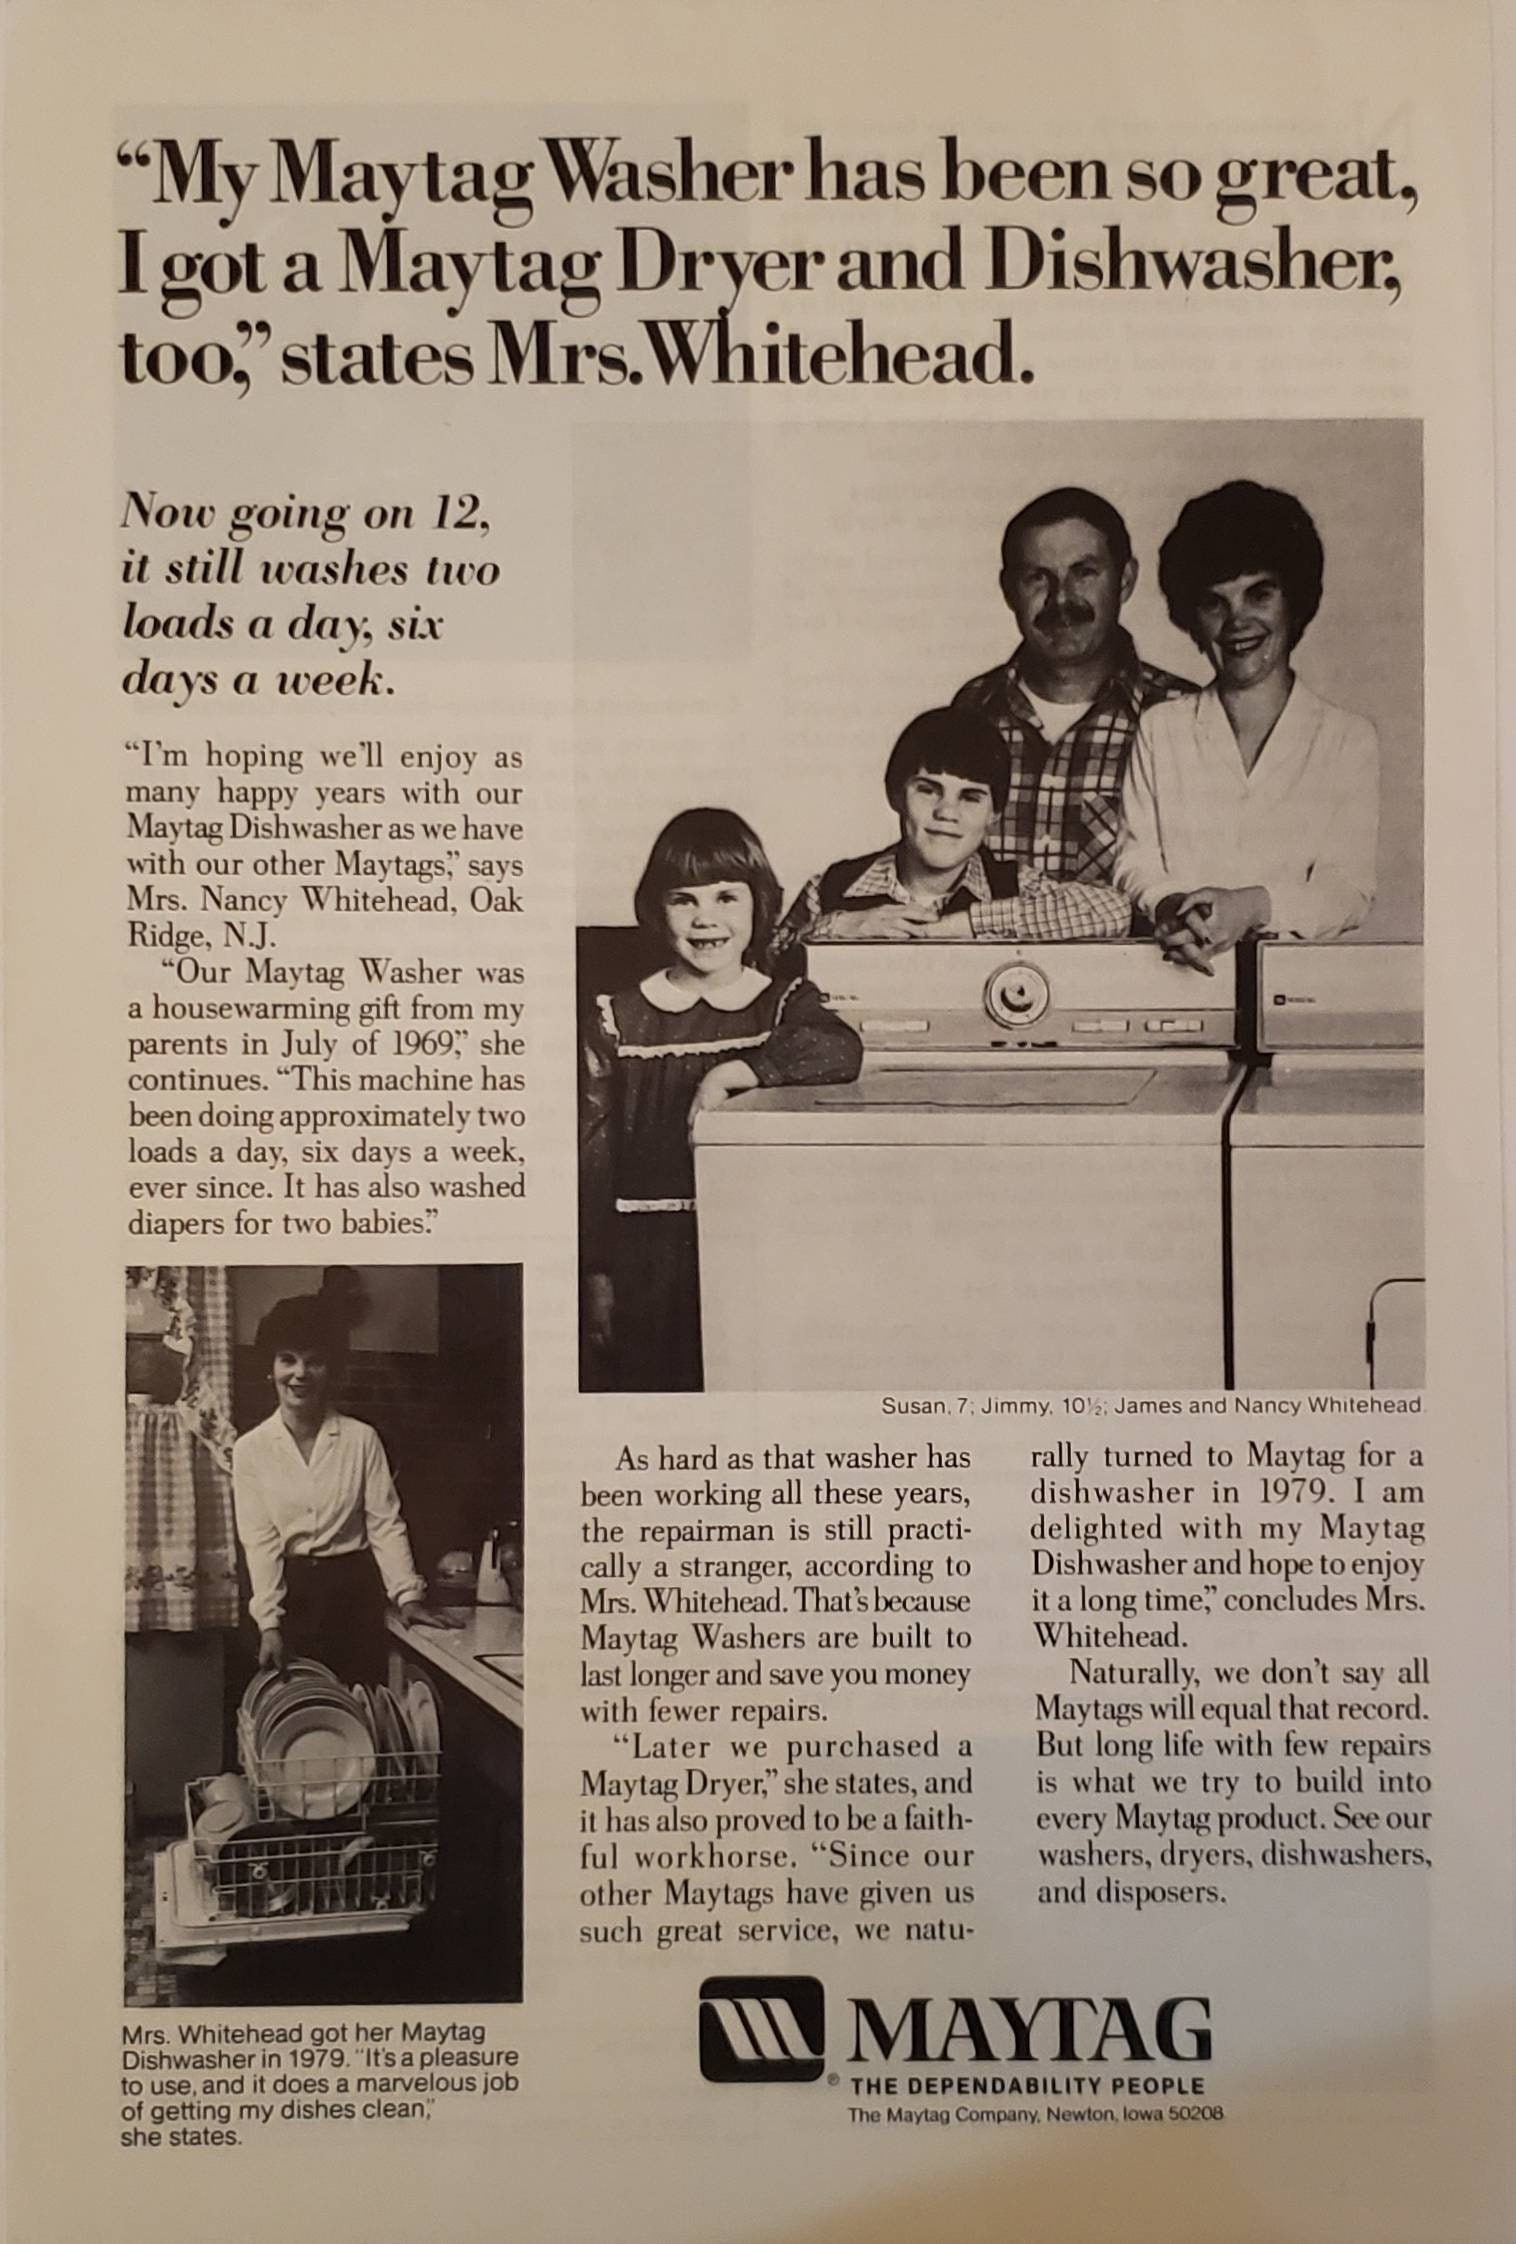 “My Maytag Washer has been so great,
I got a Maytag Dryer and Dishwasher,
too,” states Mrs. Whitehead.
Now going on 12,
it still washes two
loads a day, six
days a week.
“I'm hoping we'll enjoy as
many happy years with our
Maytag Dishwasher as we have
with our other Maytags,” says
Mrs. Nancy Whitehead, Oak
Ridge, N.J.
“Our Maytag Washer was
a housewarming gift from my
parents in July of 1969,” she
continues. “This machine has
been doing approximately two
loads a day, six days a week,
ever since. It has also washed
diapers for two babies.”
Mrs. Whitehead got her Maytag
Dishwasher in 1979. “It's a pleasure
to use, and it does a marvelous job
of getting my dishes clean,”
she states.
Susan, 7; Jimmy, 10½; James and Nancy Whitehead
As hard as that washer has
been working all these years,
the repairman is still practi-
cally a stranger, according to
Mrs. Whitehead. That's because
Maytag Washers are built to
last longer and save you money
with fewer repairs.
“Later we purchased a
Maytag Dryer,” she states, and
it has also proved to be a faith-
ful workhorse. “Since our
other Maytags have given us
such great service, we natu-
rally turned to Maytag for a
dishwasher in 1979. I am
delighted with my Maytag
Dishwasher and hope to enjoy
it a long time,” concludes Mrs.
Whitehead.
Naturally, we don't say all
Maytags will equal that record.
But long life with few repairs
is what we try to build into
every Maytag product. See our
washers, dryers, dishwashers,
and disposers.
MAYTAG
® THE DEPENDABILITY PEOPLE
The Maytag Company, Newton, Iowa 50208